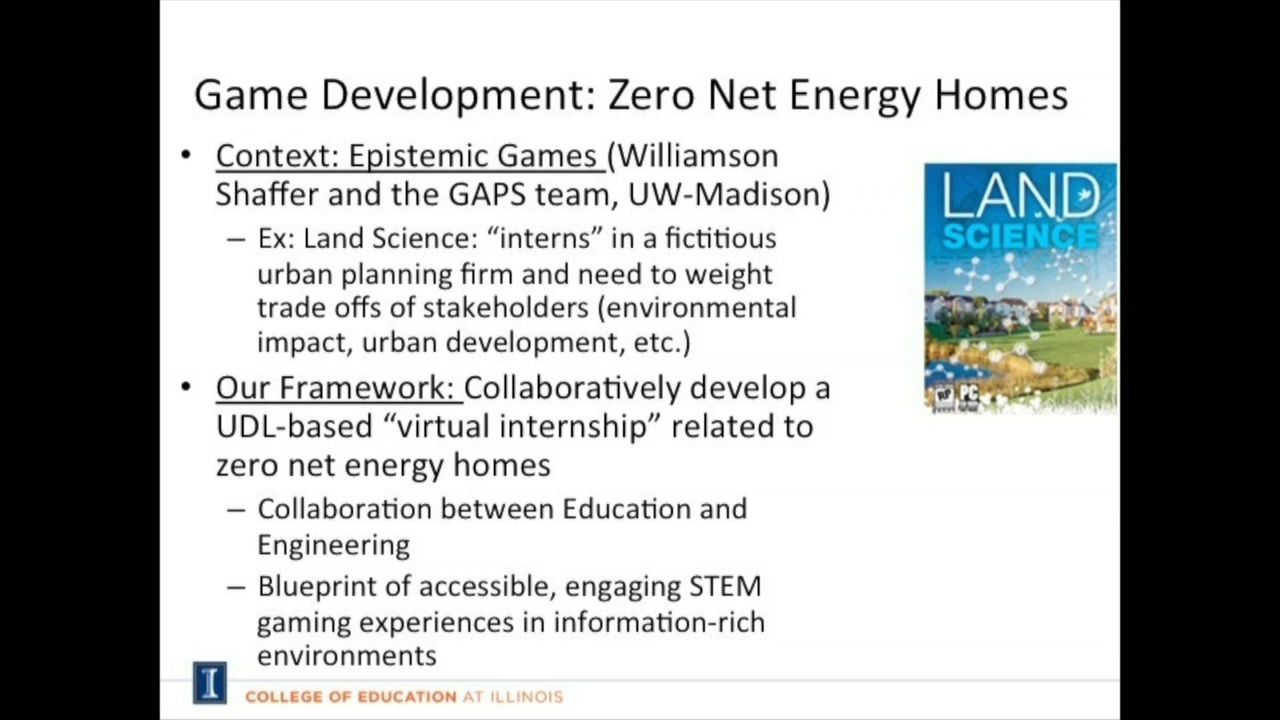 Game Development: Zero Net Energy Homes
• Context: Epistemic Games (Williamson
Shaffer and the GAPS team, UW-Madison)
– Ex: Land Science: “interns” in a fictitious
urban planning firm and need to weight
trade offs of stakeholders (environmental
impact, urban development, etc.)
• Our Framework: Collaboratively develop a
UDL-based “virtual internship” related to
zero net energy homes
– Collaboration between Education and
Engineering
– Blueprint of accessible, engaging STEM
gaming experiences in information-rich
environments
LAND
SCIENCE
RP PC
I
COLLEGE OF EDUCATION AT ILLINOIS